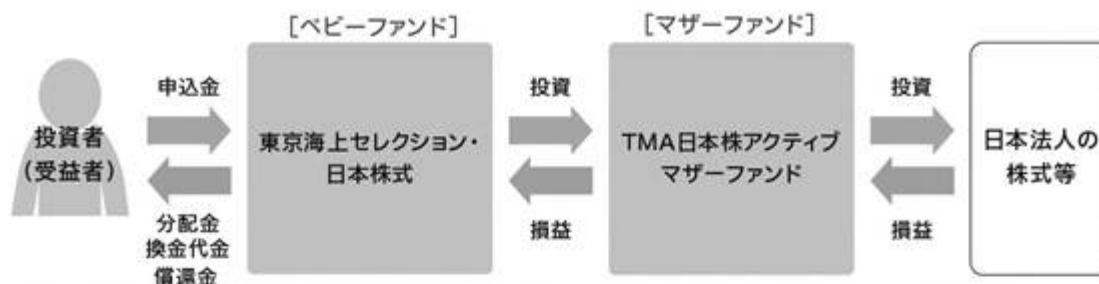 [ベビーファンド]
[マザーファンド]
投資者
(受益者)
申込金
分配金
換金代金
償還金
東京海上セレクション・
日本株式
投資
損益
TMA日本株アクティブ
マザーファンド
投資
損益
日本法人の
株式等